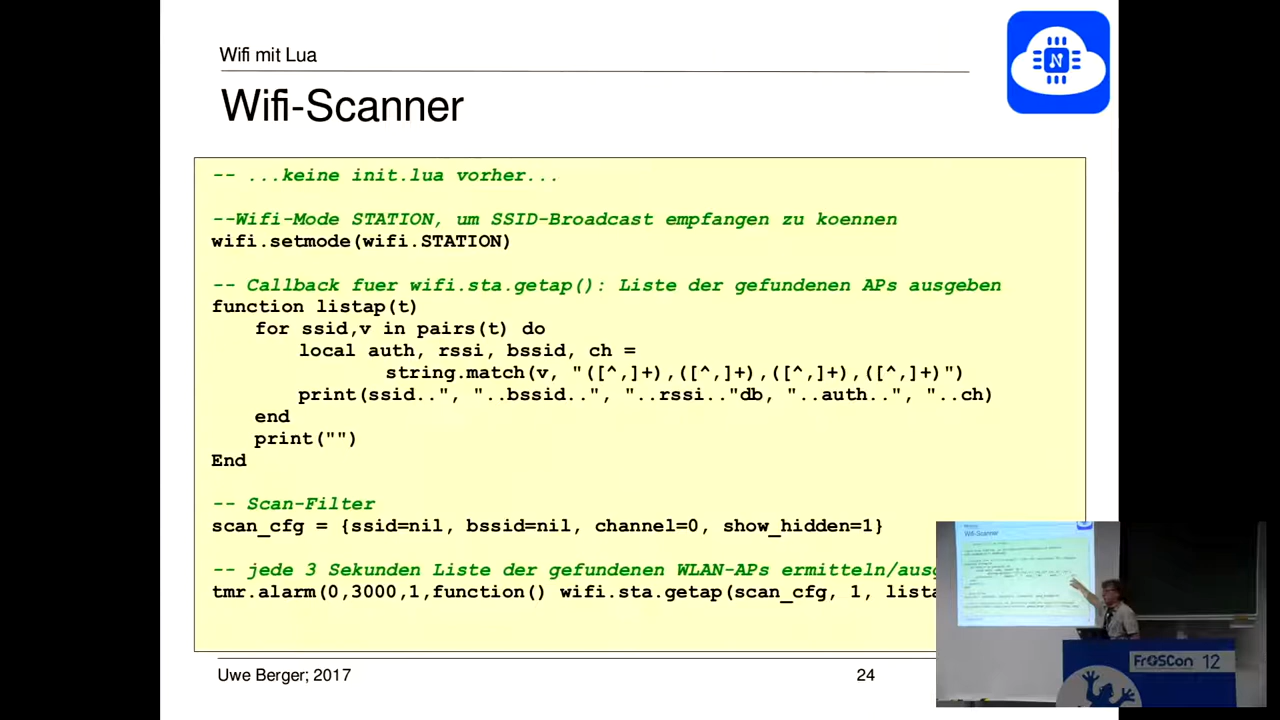 Wifi mit Lua
N
Wifi-Scanner
-- ...keine init.lua vorher...
--Wifi-Mode STATION, um SSID-Broadcast empfangen zu koennen
wifi.setmode(wifi.STATION)
-- Callback fuer wifi.sta.getap(): Liste der gefundenen APs ausgeben
function listap(t)
for ssid,v in pairs(t) do
local auth, rssi, bssid, ch =
string.match(v, "([^,]+),([^,]+),([^,]+),([^,]+)")
print(ssid..", "..bssid..", "..rssi.."db, "..auth..", "..ch)
end
print("")
End
-- Scan-Filter
scan_cfg = {ssid=nil, bssid=nil, channel=0, show_hidden=1}
-- jede 3 Sekunden Liste der gefundenen WLAN-APs ermitteln/aus
tmr.alarm(0,3000,1,function() wifi.sta.getap(scan_cfg, 1, lista
Uwe Berger; 2017
24
Wifi-Scanner
FrOSCon 12